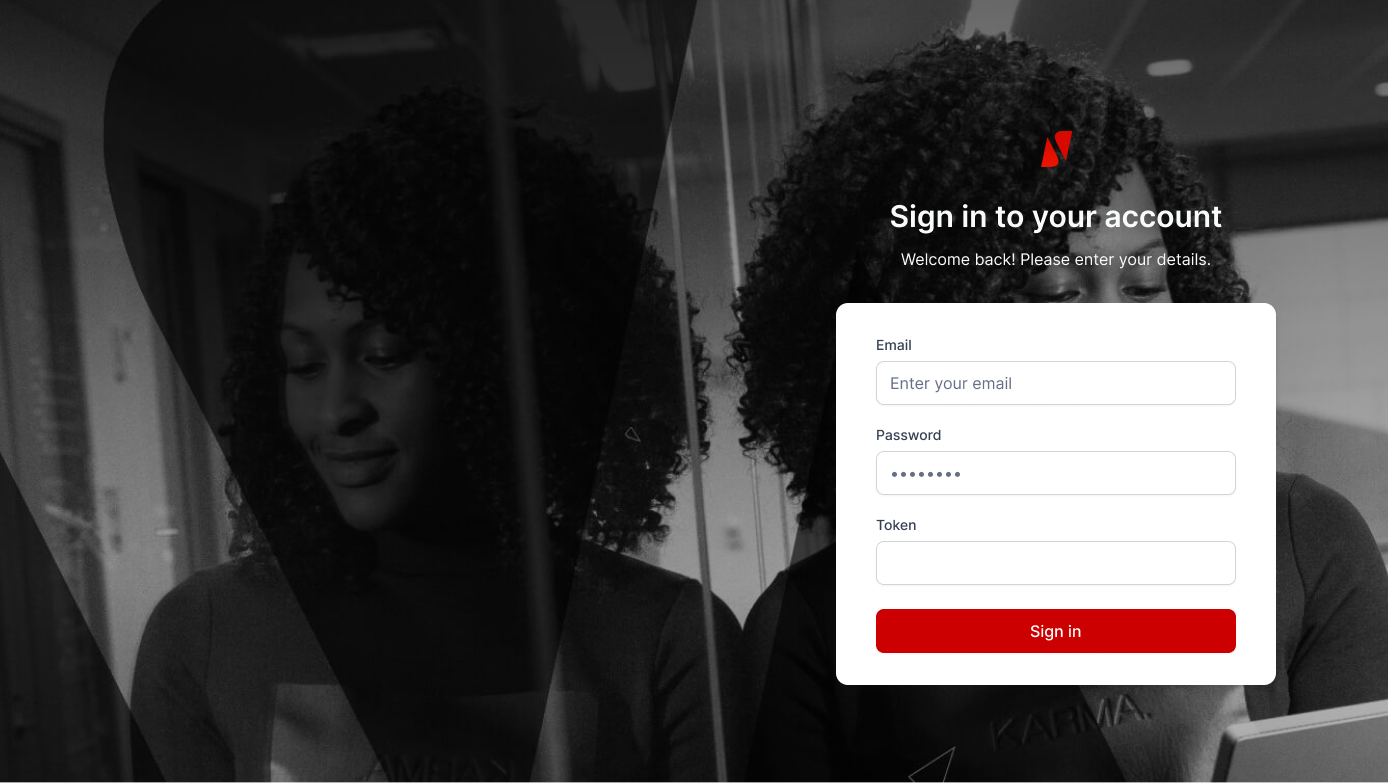 Sign in to your account
Welcome back! Please enter your details.
Email
Enter your email
Password
••••••••
Token
Sign in
KARMA.
KARMA